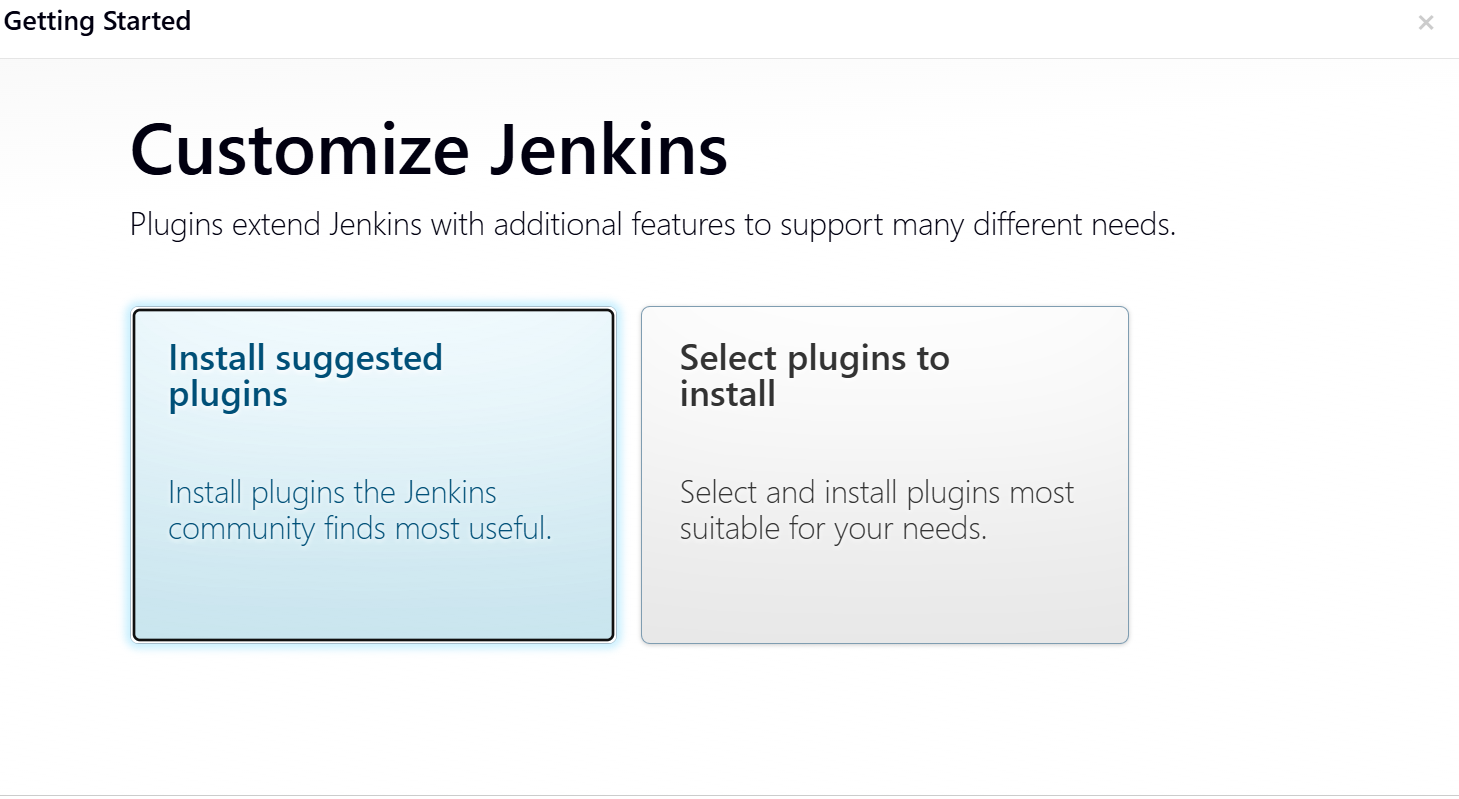 Getting Started
×
Customize Jenkins
Plugins extend Jenkins with additional features to support many different needs.
Install suggested
plugins
Install plugins the Jenkins
community finds most useful.
Select plugins to
install
Select and install plugins most
suitable for your needs.